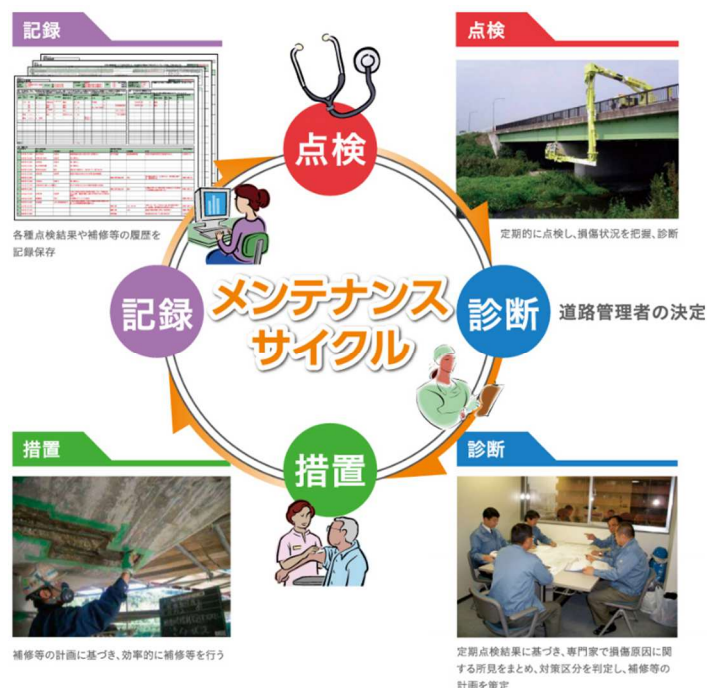 記録
点検
点検
各種点検結果や補修等の履歴を
記録保存
定期的に点検し、損傷状況を把握、診断
記録
メンテナンス
サイクル
診断
道路管理者の決定
措置
措置
診断
補修等の計画に基づき、効率的に補修等を行う
定期点検結果に基づき、専門家で損傷原因に関
する所見をまとめ、対策区分を判定し、補修等の
計画を策定